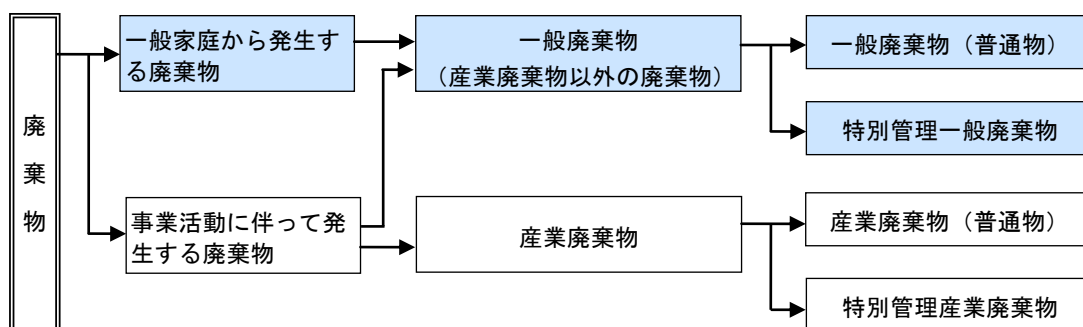 廃棄物
一般家庭から発生す
る廃棄物
一般廃棄物
（産業廃棄物以外の廃棄物）
一般廃棄物（普通物）
特別管理一般廃棄物
事業活動に伴って発
生する廃棄物
産業廃棄物
産業廃棄物（普通物）
特別管理産業廃棄物